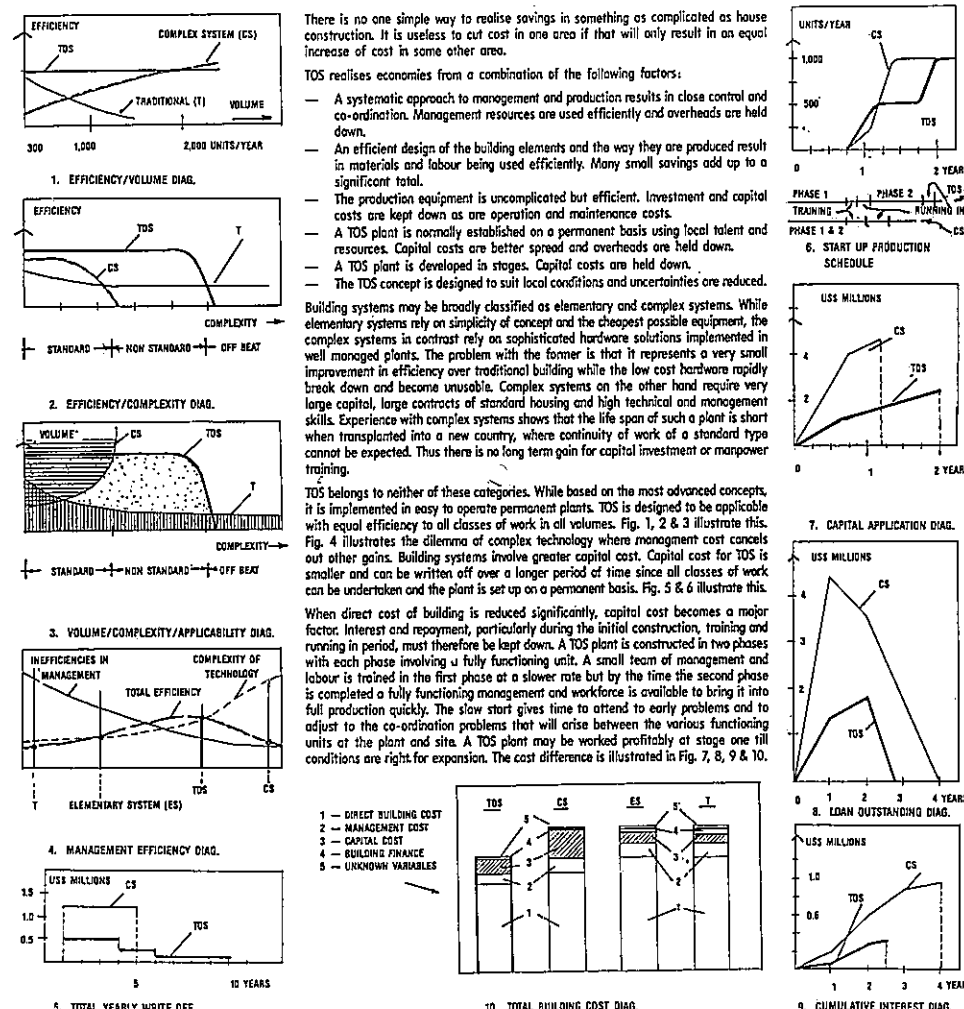 EFFICIENCY
COMPLEX SYSTEM (CS)
TOS
TRADITIONAL (T)
VOLUME
300
1,000
2,000 UNITS/YEAR
1. EFFICIENCY/VOLUME DIAG.
EFFICIENCY
TOS
T
CS
COMPLEXITY
STANDARD
NON STANDARD
OFF BEAT
2. EFFICIENCY/COMPLEXITY DIAG.
VOLUME
CS
TOS
T
COMPLEXITY
STANDARD
NON STANDARD
OFF BEAT
3. VOLUME/COMPLEXITY/APPLICABILITY DIAG.
INEFFICIENCIES IN
MANAGEMENT
COMPLEXITY OF
TECHNOLOGY
TOTAL EFFICIENCY
T
ELEMENTARY SYSTEM (ES)
TOS
CS
4. MANAGEMENT EFFICIENCY DIAG.
US$ MILLIONS
CS
1.5
1.0
0.5
TOS
5
10 YEARS
5. TOTAL YEARLY WRITE OFF
There is no one simple way to realise savings in something as complicated as house
construction. It is useless to cut cost in one area if that will only result in an equal
increase of cost in some other area.
TOS realises economies from a combination of the following factors:
— A systematic approach to management and production results in close control and
co-ordination. Management resources are used efficiently and overheads are held
down.
— An efficient design of the building elements and the way they are produced result
in materials and labour being used efficiently. Many small savings add up to a
significant total.
— The production equipment is uncomplicated but efficient. Investment and capital
costs are kept down as are operation and maintenance costs.
— A TOS plant is normally established on a permanent basis using local talent and
resources. Capital costs are better spread and overheads are held down.
— A TOS plant is developed in stages. Capital costs are held down.
— The TOS concept is designed to suit local conditions and uncertainties are reduced.
Building systems may be broadly classified as elementary and complex systems. While
elementary systems rely on simplicity of concept and the cheapest possible equipment, the
complex systems in contrast rely on sophisticated hardware solutions implemented in
well managed plants. The problem with the former is that it represents a very small
improvement in efficiency over traditional building while the low cost hardware rapidly
break down and become unusable. Complex systems on the other hand require very
large capital, large contracts of standard housing and high technical and management
skills. Experience with complex systems shows that the life span of such a plant is short
when transplanted into a new country, where continuity of work of a standard type
cannot be expected. Thus there is no long term gain for capital investment or manpower
training.
TOS belongs to neither of these categories. While based on the most advanced concepts,
it is implemented in easy to operate permanent plants. TOS is designed to be applicable
with equal efficiency to all classes of work in all volumes. Fig. 1, 2 & 3 illustrate this.
Fig. 4 illustrates the dilemma of complex technology where managment cost cancels
out other gains. Building systems involve greater capital cost. Capital cost for TOS is
smaller and can be written off over a longer period of time since all classes of work
can be undertaken and the plant is set up on a permanent basis. Fig. 5 & 6 illustrate this.
When direct cost of building is reduced significantly, capital cost becomes a major
factor. Interest and repayment, particularly during the initial construction, training and
running in period, must therefore be kept down. A TOS plant is constructed in two phases
with each phase involving a fully functioning unit. A small team of management and
labour is trained in the first phase at a slower rate but by the time the second phase
is completed a fully functioning management and workforce is available to bring it into
full production quickly. The slow start gives time to attend to early problems and to
adjust to the co-ordination problems that will arise between the various functioning
units at the plant and site. A TOS plant may be worked profitably at stage one till
conditions are right for expansion. The cost difference is illustrated in Fig. 7, 8, 9 & 10.
1 — DIRECT BUILDING COST
2 — MANAGEMENT COST
3 — CAPITAL COST
4 — BUILDING FINANCE
5 — UNKNOWN VARIABLES
TOS
CS
ES
T
5
4
3
2
1
5
4
3
2
1
10. TOTAL BUILDING COST DIAG.
UNITS/YEAR
CS
1,000
500
TOS
0
1
2 YEAR
PHASE 1
PHASE 2
TOS
TRAINING
RUNNING IN
PHASE 1 & 2
CS
6. START UP PRODUCTION
SCHEDULE
US$ MILLIONS
CS
4
TOS
2
0
1
2 YEAR
7. CAPITAL APPLICATION DIAG.
US$ MILLIONS
4
CS
3
2
1
TOS
0
1
2
3
4 YEARS
8. LOAN OUTSTANDING DIAG.
US$ MILLIONS
CS
1.0
TOS
0.6
1
2
3
4 YEAR
9. CUMULATIVE INTEREST DIAG.